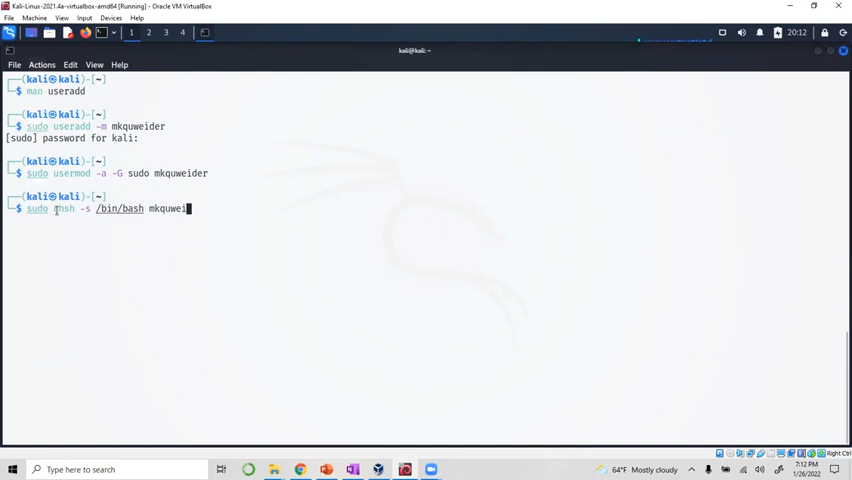 Kali-Linux-2021.4a-virtualbox-amd64 [Running] - Oracle VM VirtualBox
File Machine View Input Devices Help
1 2 3 4 20:12
kali@kali: ~
File Actions Edit View Help
(kali㉿kali)-[~]
$ man useradd
(kali㉿kali)-[~]
$ sudo useradd -m mkquweider
[sudo] password for kali:
(kali㉿kali)-[~]
$ sudo usermod -a -G sudo mkquweider
(kali㉿kali)-[~]
$ sudo chsh -s /bin/bash mkquwei
Right Ctrl
Type here to search
64°F Mostly cloudy
7:12 PM
1/26/2022